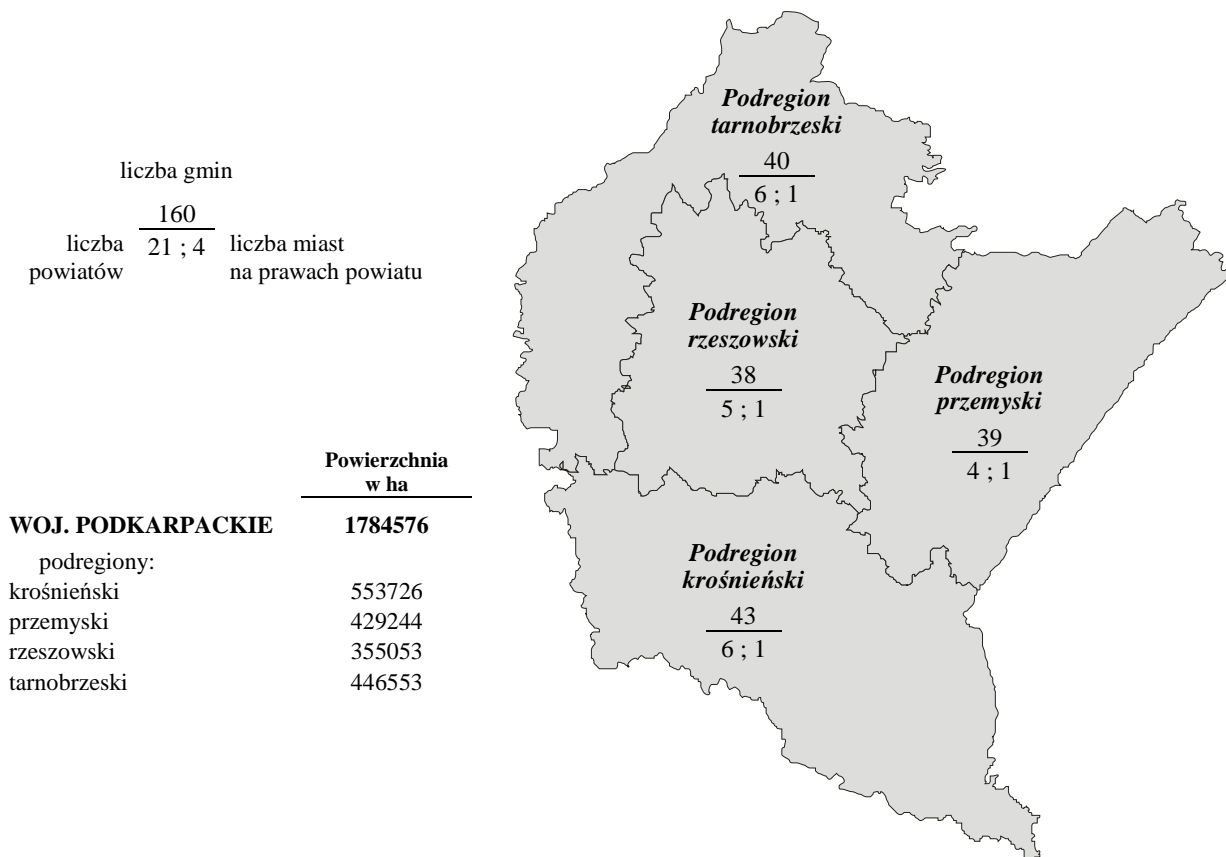 liczba gmin
160
liczba powiatów
21 ; 4
liczba miast
na prawach powiatu
Powierzchnia
w ha
WOJ. PODKARPACKIE 1784576
podregiony:
krośnieński 553726
przemyski 429244
rzeszowski 355053
tarnobrzeski 446553
Podregion
tarnobrzeski
40
6 ; 1
Podregion
rzeszowski
38
5 ; 1
Podregion
przemyski
39
4 ; 1
Podregion
krośnieński
43
6 ; 1